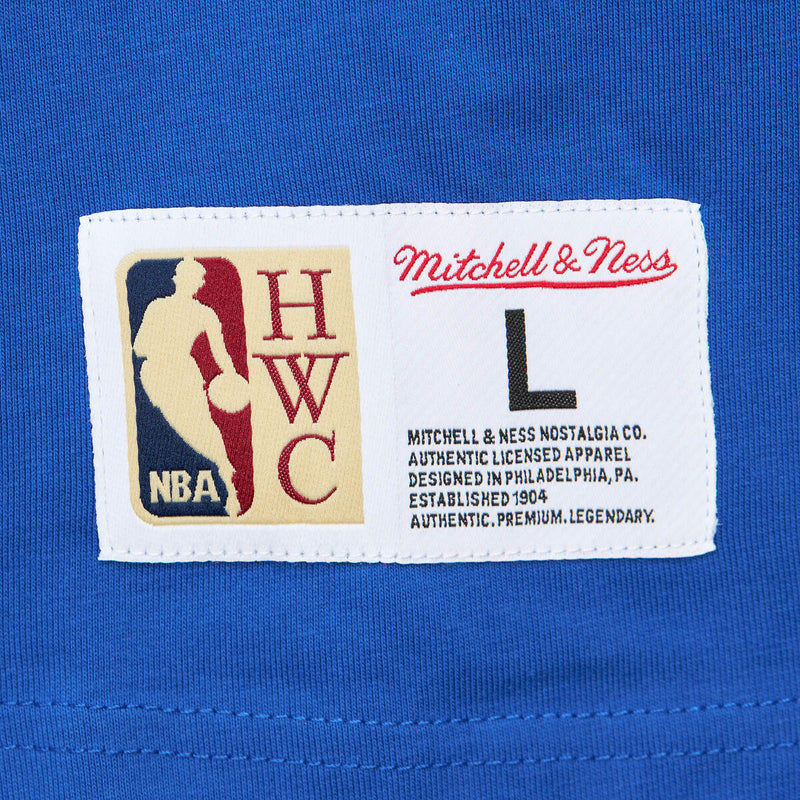 NBA
H
W
C
Mitchell & Ness
L
MITCHELL & NESS NOSTALGIA CO.
AUTHENTIC LICENSED APPAREL
DESIGNED IN PHILADELPHIA, PA.
ESTABLISHED 1904
AUTHENTIC. PREMIUM. LEGENDARY.